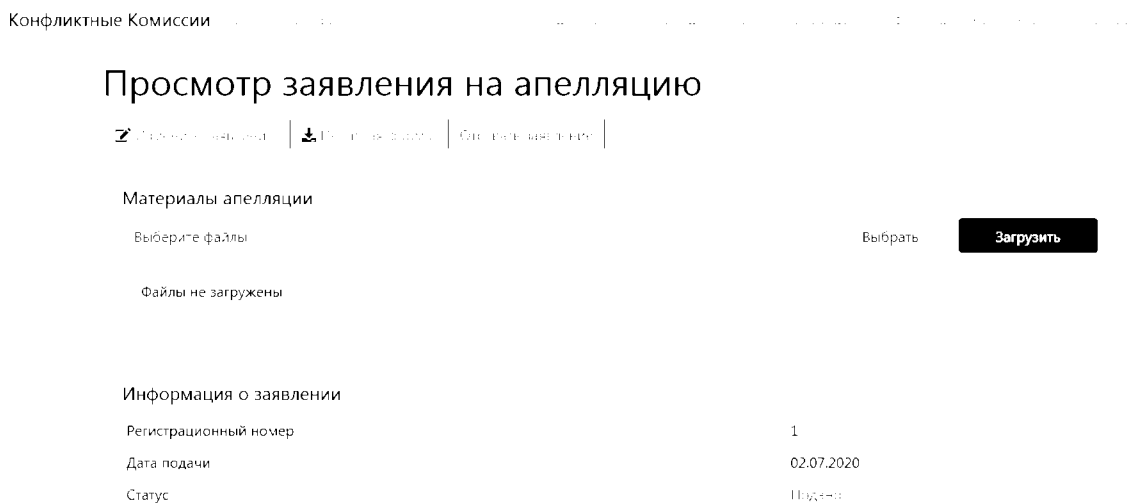 Конфликтные Комиссии
Просмотр заявления на апелляцию
Материалы апелляции
Выберите файлы Выбрать Загрузить
Файлы не загружены
Информация о заявлении
Регистрационный номер 1
Дата подачи 02.07.2020
Статус Подано